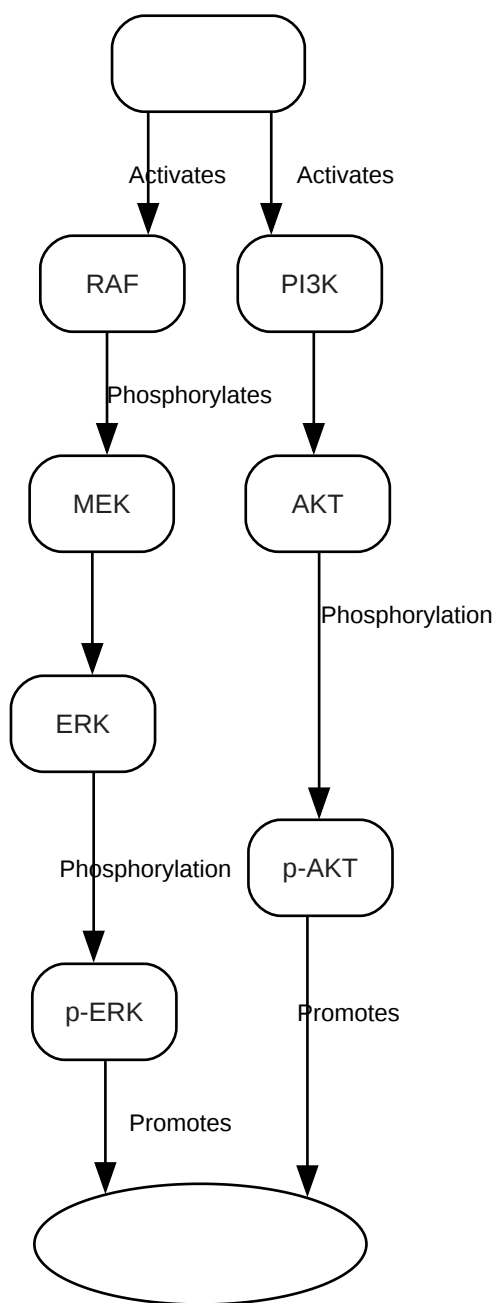 Activates
Activates
RAF
PI3K
Phosphorylates
MEK
AKT
Phosphorylation
ERK
Phosphorylation
p-AKT
p-ERK
Promotes
Promotes